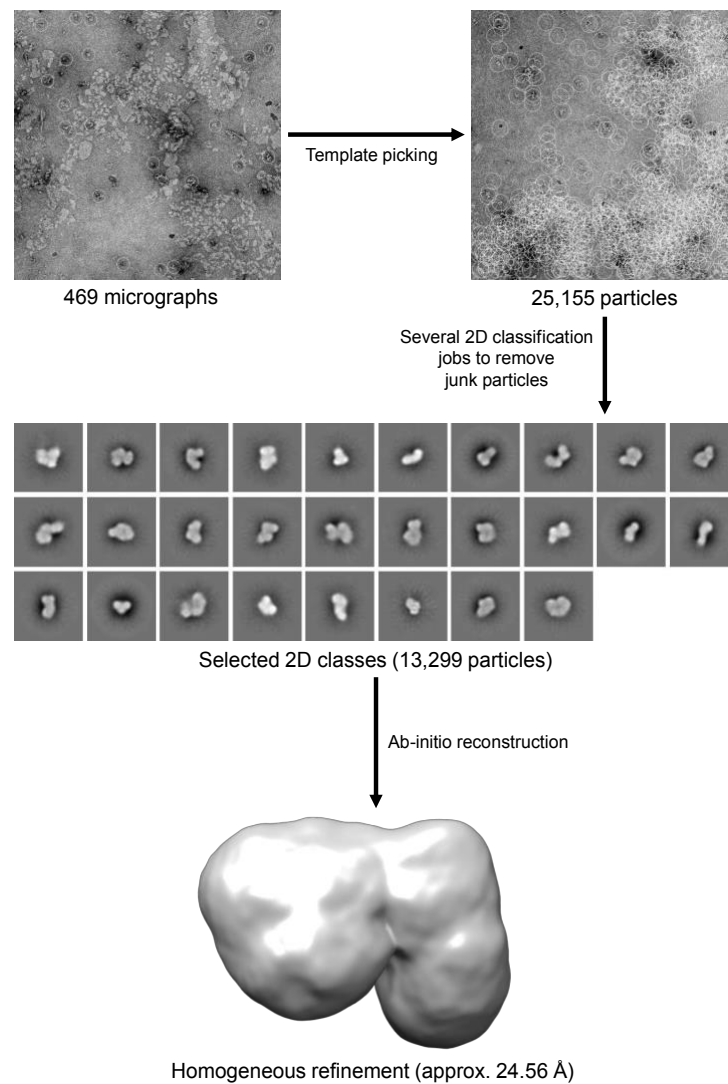 Template picking
469 micrographs
25,155 particles
Several 2D classification
jobs to remove
junk particles
Selected 2D classes (13,299 particles)
Ab-initio reconstruction
Homogeneous refinement (approx. 24.56 Å)